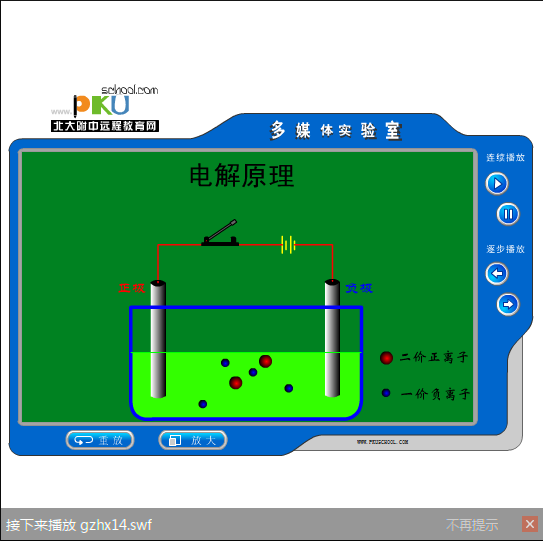 school.com
www.PKU
北大附中远程教育网
多媒体实验室
连续播放
电解原理
逐步播放
正极
负极
二价正离子
一价负离子
重放
放大
WWW.PKUSCHOOL.COM
接下来播放 gzhx14.swf
不再提示